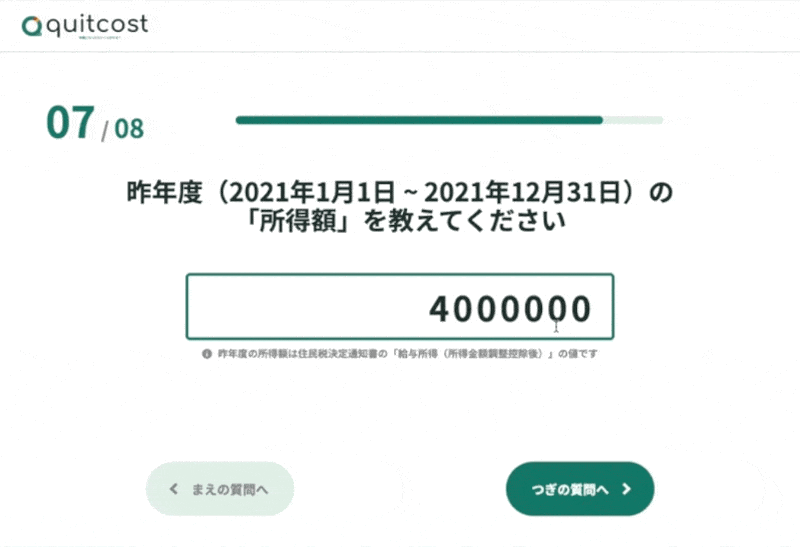 quitcost
07 / 08
昨年度（2021年1月1日 ~ 2021年12月31日）の
「所得額」を教えてください
4000000
昨年度の所得額は住民税決定通知書の「給与所得（所得金額調整控除後）」の値です
まえの質問へ
つぎの質問へ